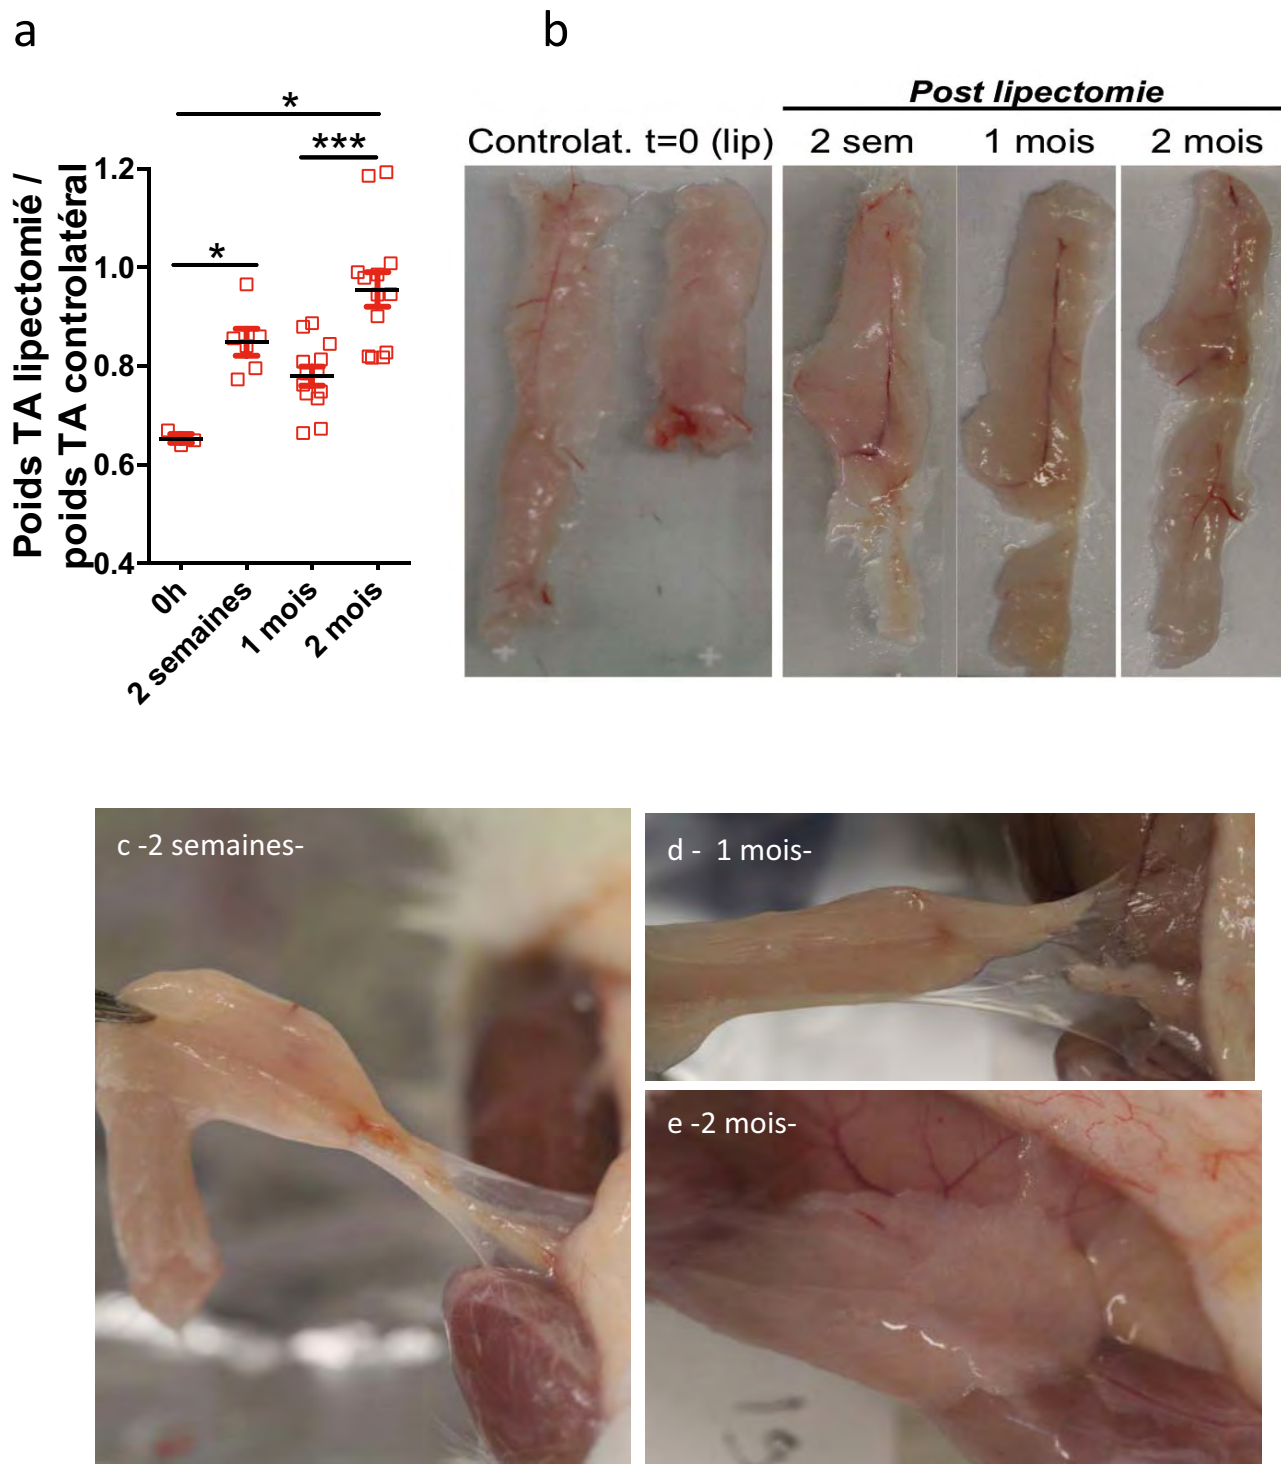 a
b
*
***
*
1.2
1.0
0.8
0.6
0.4
Poids TA lipectomié /
poids TA controlatéral
0h
2 semaines
1 mois
2 mois
Post lipectomie
Controlat. t=0 (lip)
2 sem
1 mois
2 mois
c -2 semaines-
d - 1 mois-
e -2 mois-